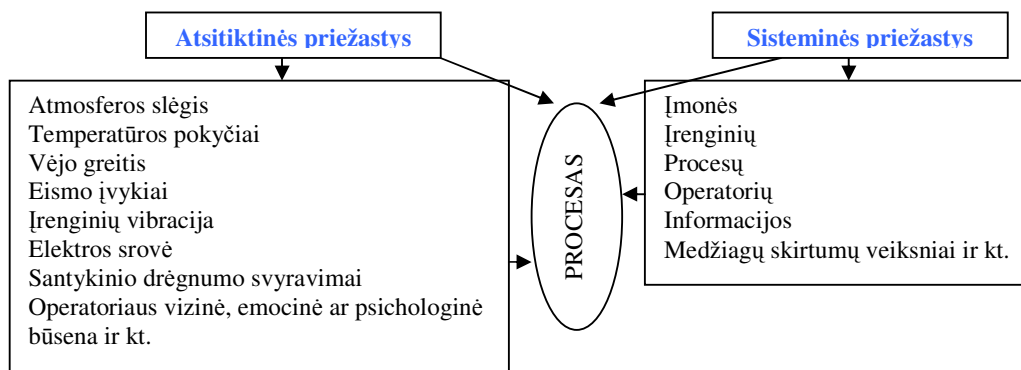 Atsitiktinės priežastys
Sisteminės priežastys
Atmosferos slėgis
Temperatūros pokyčiai
Vėjo greitis
Eismo įvykiai
Įrenginių vibracija
Elektros srovė
Santykinio drėgnumo svyravimai
Operatoriaus vizinė, emocinė ar psichologinė
būsena ir kt.
PROCESAS
Įmonės
Įrenginių
Procesų
Operatorių
Informacijos
Medžiagų skirtumų veiksniai ir kt.